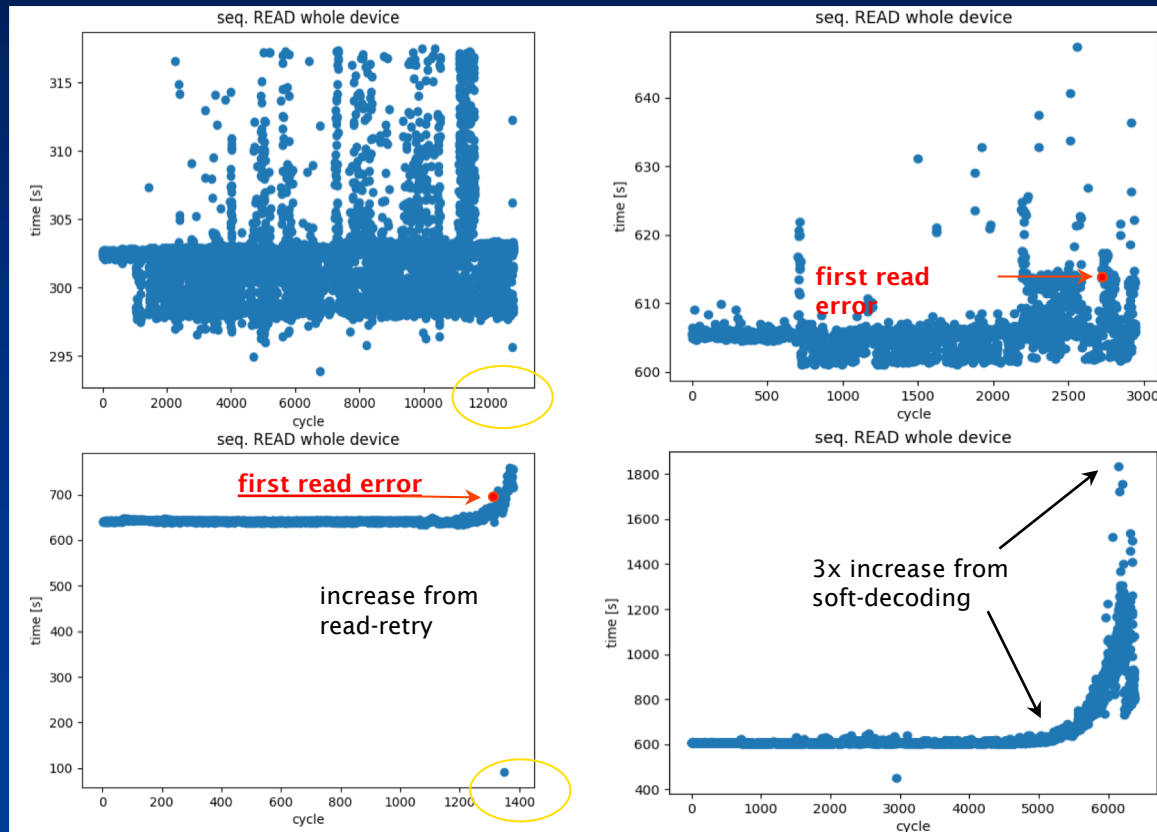 seq. READ whole device
315
310
305
300
295
time [s]
0 2000 4000 6000 8000 10000 12000
cycle
seq. READ whole device
640
630
620
610
600
time [s]
first read
error
0 500 1000 1500 2000 2500 3000
cycle
seq. READ whole device
700
600
500
400
300
200
100
time [s]
first read error
increase from
read-retry
0 200 400 600 800 1000 1200 1400
cycle
seq. READ whole device
1800
1600
1400
1200
1000
800
600
400
time [s]
3x increase from
soft-decoding
0 1000 2000 3000 4000 5000 6000
cycle